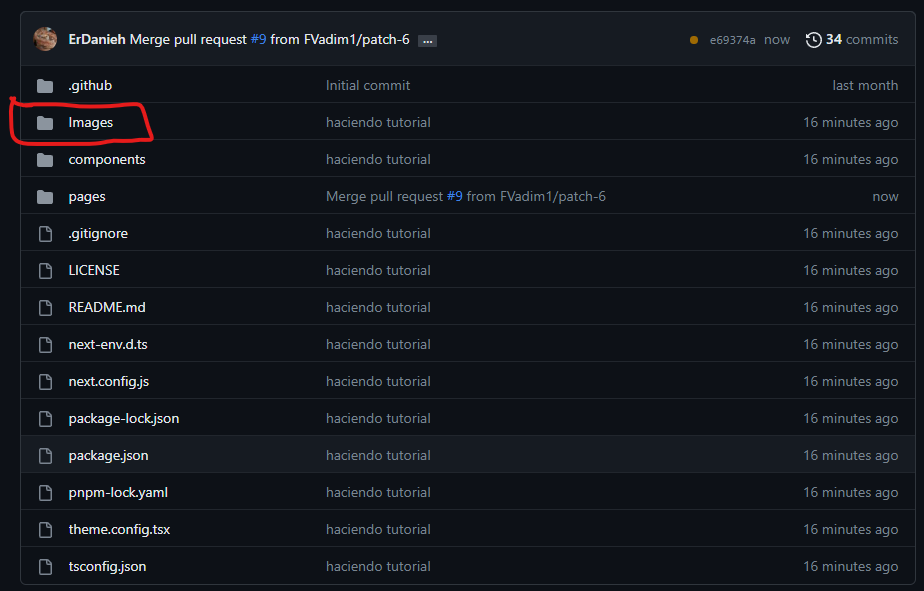 ErDanieh Merge pull request #9 from FVadim1/patch-6 ... e69374a now 34 commits
.github Initial commit last month
Images haciendo tutorial 16 minutes ago
components haciendo tutorial 16 minutes ago
pages Merge pull request #9 from FVadim1/patch-6 now
.gitignore haciendo tutorial 16 minutes ago
LICENSE haciendo tutorial 16 minutes ago
README.md haciendo tutorial 16 minutes ago
next-env.d.ts haciendo tutorial 16 minutes ago
next.config.js haciendo tutorial 16 minutes ago
package-lock.json haciendo tutorial 16 minutes ago
package.json haciendo tutorial 16 minutes ago
pnpm-lock.yaml haciendo tutorial 16 minutes ago
theme.config.tsx haciendo tutorial 16 minutes ago
tsconfig.json haciendo tutorial 16 minutes ago